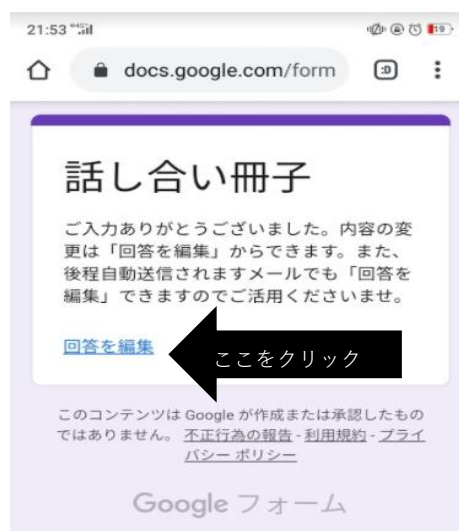 21:53
19
docs.google.com/form
:D
話し合い冊子
ご入力ありがとうございました。内容の変
更は「回答を編集」からできます。また、
後程自動送信されますメールでも「回答を
編集」できますのでご活用くださいませ。
回答を編集
ここをクリック
このコンテンツは Google が作成または承認したもの
ではありません。 不正行為の報告 - 利用規約 - プライ
バシー ポリシー
Google フォーム